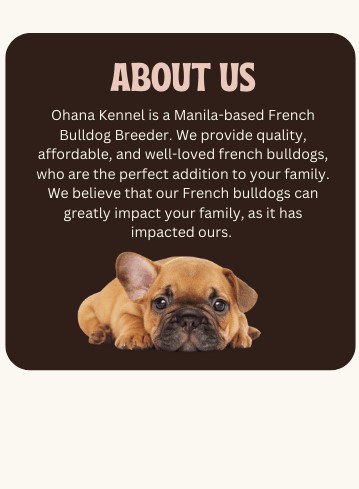 ABOUT US
Ohana Kennel is a Manila-based French
Bulldog Breeder. We provide quality,
affordable, and well-loved french bulldogs,
who are the perfect addition to your family.
We believe that our French bulldogs can
greatly impact your family, as it has
impacted ours.